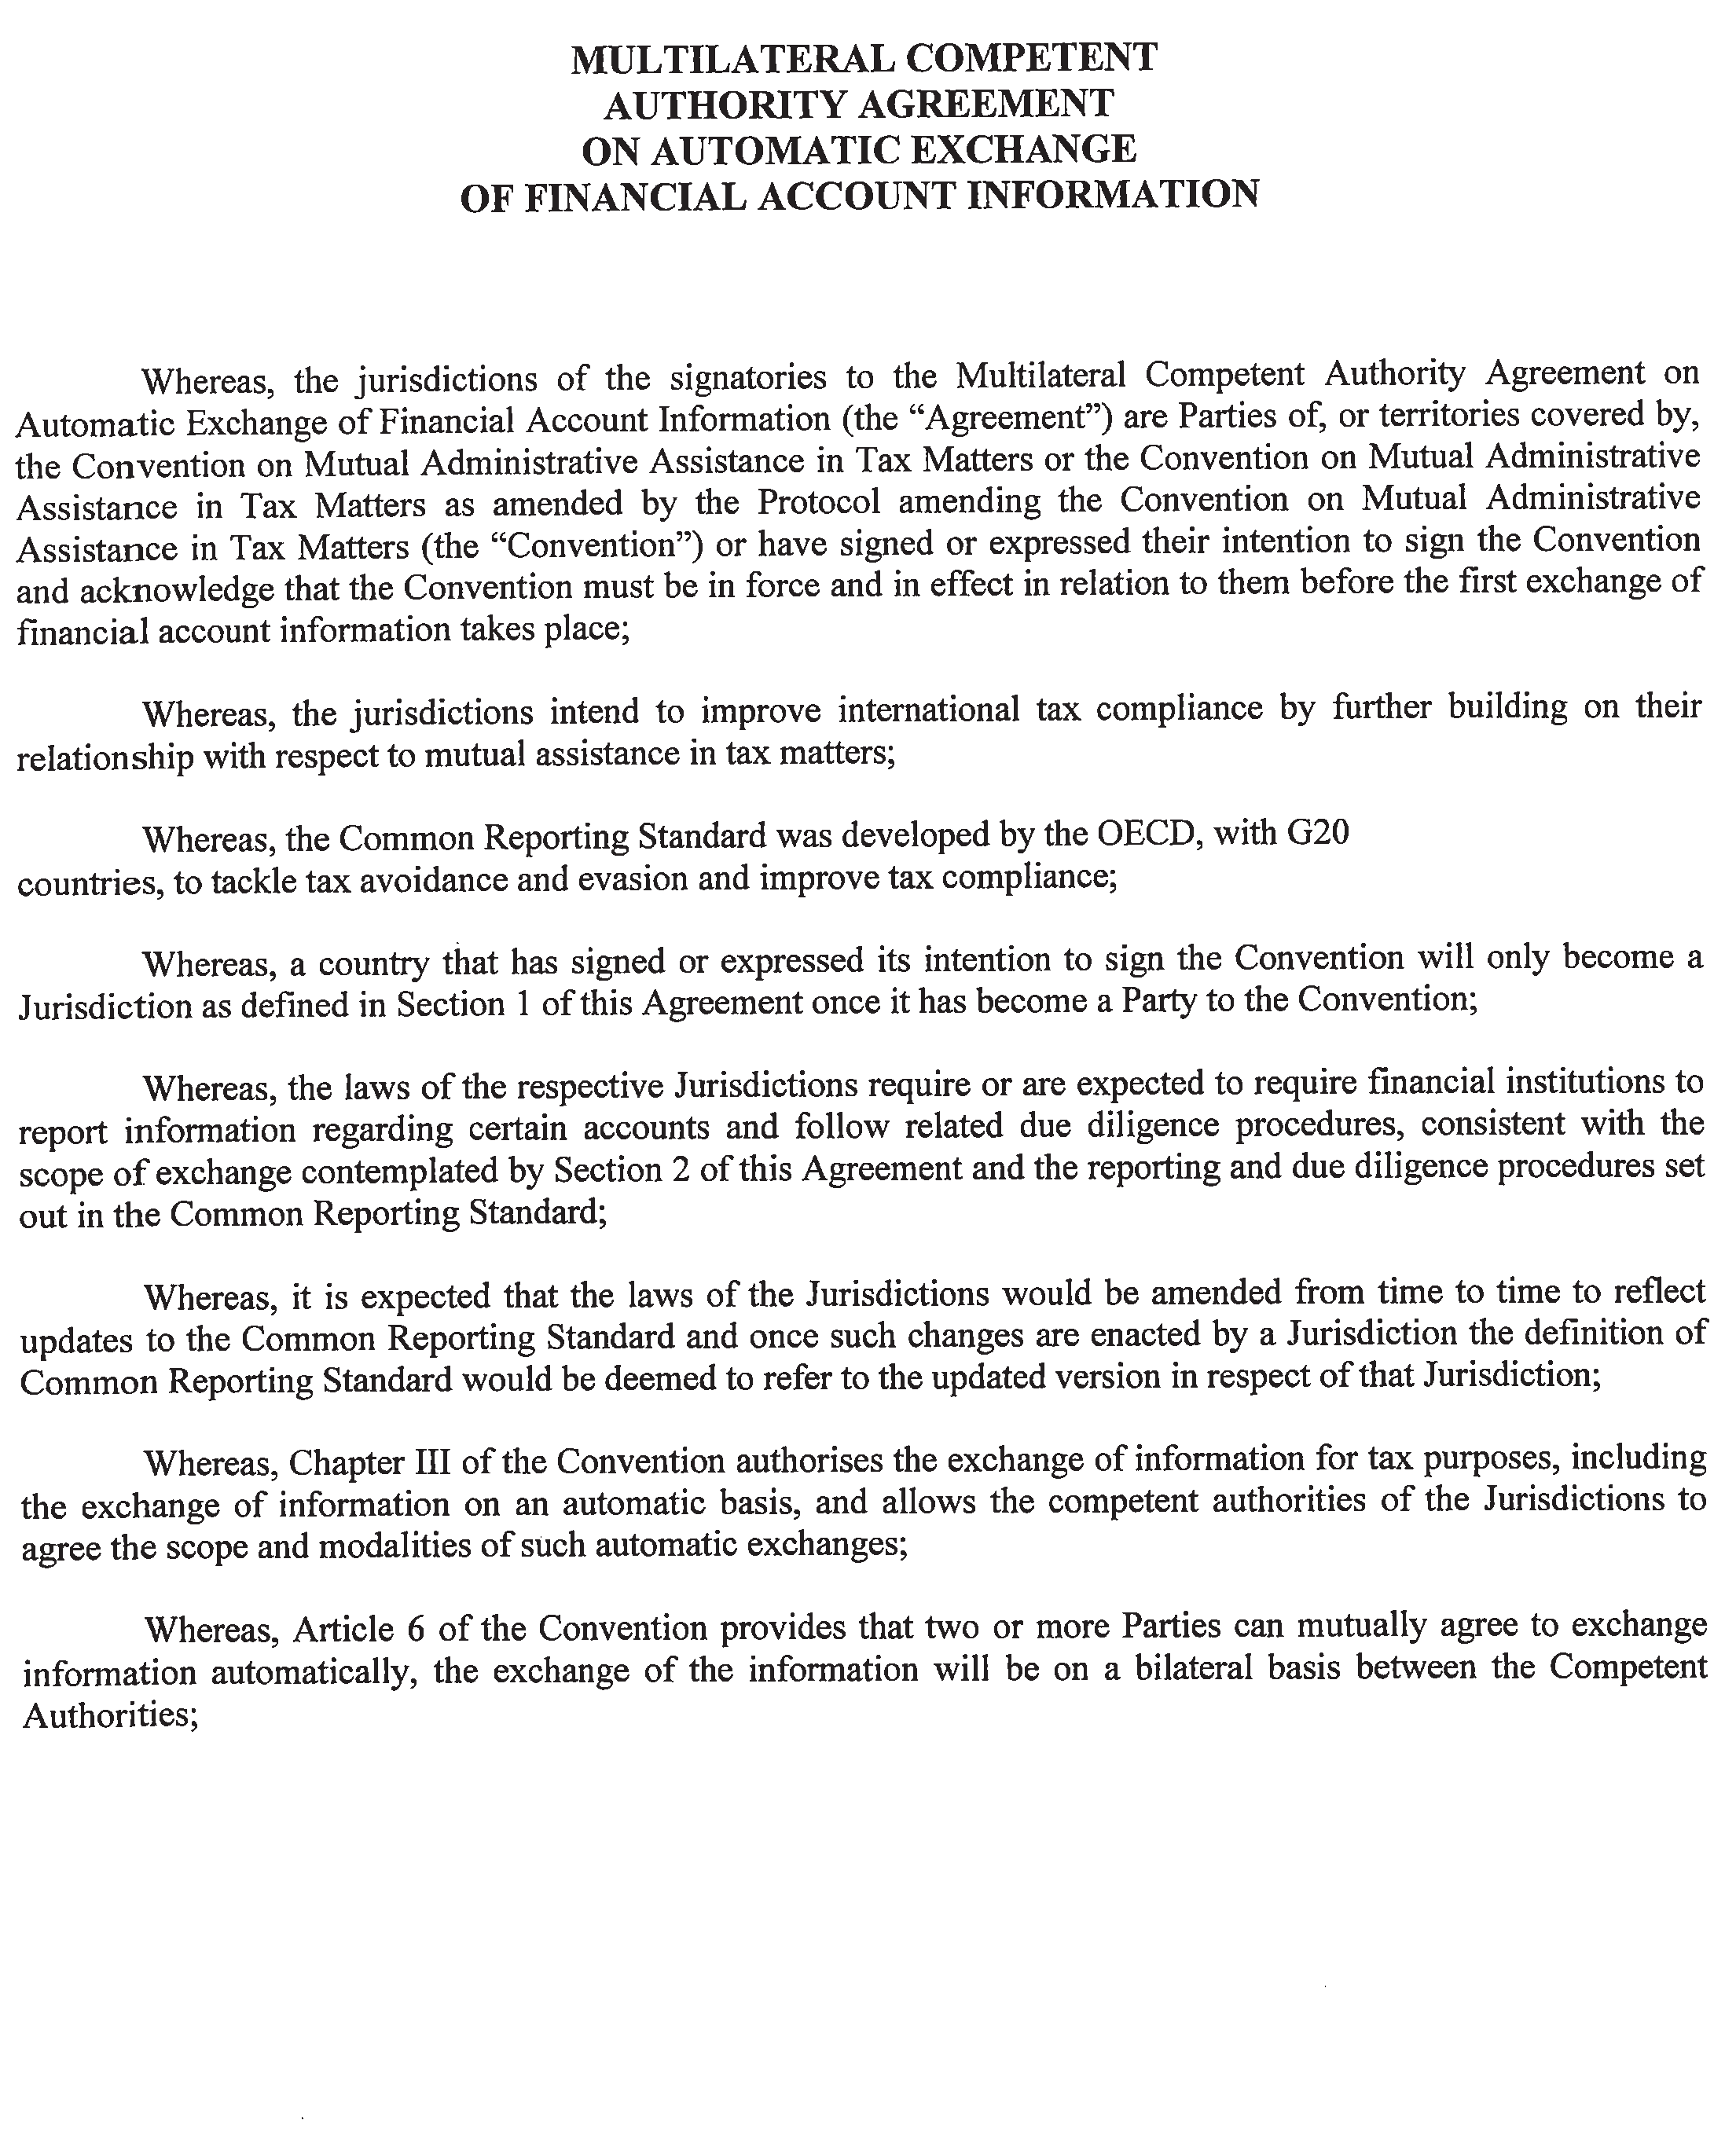 MULTILATERAL COMPETENT
AUTHORITY AGREEMENT
ON AUTOMATIC EXCHANGE
OF FINANCIAL ACCOUNT INFORMATION
Whereas, the jurisdictions of the signatories to the Multilateral Competent Authority Agreement on
Automatic Exchange of Financial Account Information (the “Agreement”) are Parties of, or territories covered by,
the Convention on Mutual Administrative Assistance in Tax Matters or the Convention on Mutual Administrative
Assistance in Tax Matters as amended by the Protocol amending the Convention on Mutual Administrative
Assistance in Tax Matters (the “Convention”) or have signed or expressed their intention to sign the Convention
and acknowledge that the Convention must be in force and in effect in relation to them before the first exchange of
financial account information takes place;
Whereas, the jurisdictions intend to improve international tax compliance by further building on their
relationship with respect to mutual assistance in tax matters;
Whereas, the Common Reporting Standard was developed by the OECD, with G20
countries, to tackle tax avoidance and evasion and improve tax compliance;
Whereas, a country that has signed or expressed its intention to sign the Convention will only become a
Jurisdiction as defined in Section 1 of this Agreement once it has become a Party to the Convention;
Whereas, the laws of the respective Jurisdictions require or are expected to require financial institutions to
report information regarding certain accounts and follow related due diligence procedures, consistent with the
scope of exchange contemplated by Section 2 of this Agreement and the reporting and due diligence procedures set
out in the Common Reporting Standard;
Whereas, it is expected that the laws of the Jurisdictions would be amended from time to time to reflect
updates to the Common Reporting Standard and once such changes are enacted by a Jurisdiction the definition of
Common Reporting Standard would be deemed to refer to the updated version in respect of that Jurisdiction;
Whereas, Chapter III of the Convention authorises the exchange of information for tax purposes, including
the exchange of information on an automatic basis, and allows the competent authorities of the Jurisdictions to
agree the scope and modalities of such automatic exchanges;
Whereas, Article 6 of the Convention provides that two or more Parties can mutually agree to exchange
information automatically, the exchange of the information will be on a bilateral basis between the Competent
Authorities;